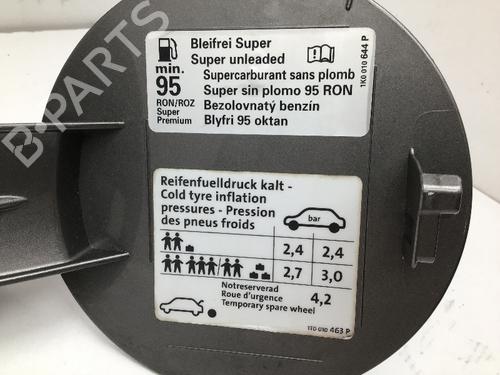 Bleifrei Super
Super unleaded
Supercarburant sans plomb
Super sin plomo 95 RON
Bezolovnatý benzín
Blyfri 95 oktan
min.
95
RON/ROZ
Super
Premium
1K0 010 644 P
Reifenfuelldruck kalt -
Cold tyre inflation
pressures - Pression
des pneus froids
bar
2,4 2,4
2,7 3,0
Notreserverad
Roue d'urgence
Temporary spare wheel
4,2
1T0 010 463 P
B-PARTS